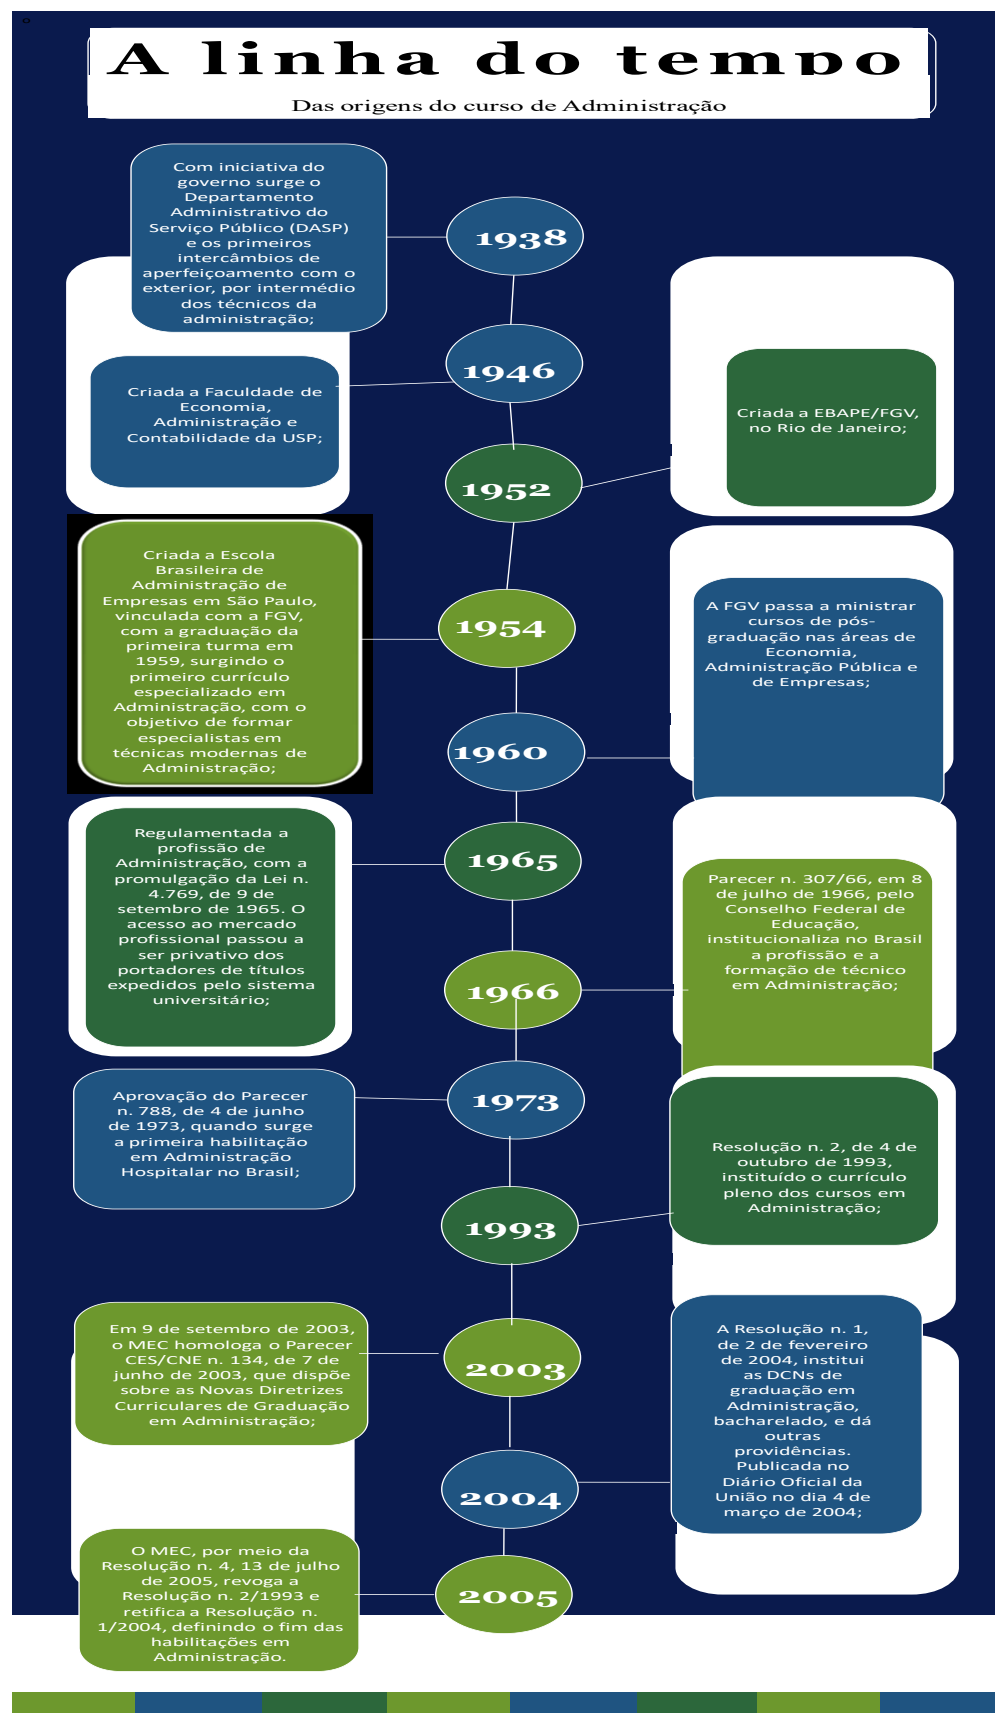 A linha do tempo
Das origens do curso de Administração
Com iniciativa do
governo surge o
Departamento
Administrativo do
Serviço Público (DASP)
e os primeiros
intercâmbios de
aperfeiçoamento com o
exterior, por intermédio
dos técnicos da
administração;
1938
1946
Criada a Faculdade de
Economia,
Administração e
Contabilidade da USP;
Criada a EBAPE/FGV,
no Rio de Janeiro;
1952
Criada a Escola
Brasileira de
Administração de
Empresas em São Paulo,
vinculada com a FGV,
com a graduação da
primeira turma em
1959, surgindo o
primeiro currículo
especializado em
Administração, com o
objetivo de formar
especialistas em
técnicas modernas de
Administração;
1954
A FGV passa a ministrar
cursos de pós-
graduação nas áreas de
Economia,
Administração Pública e
de Empresas;
1960
Regulamentada a
profissão de
Administração, com a
promulgação da Lei n.
4.769, de 9 de
setembro de 1965. O
acesso ao mercado
profissional passou a
ser privativo dos
portadores de títulos
expedidos pelo sistema
universitário;
1965
Parecer n. 307/66, em 8
de julho de 1966, pelo
Conselho Federal de
Educação,
institucionaliza no Brasil
a profissão e a
formação de técnico
em Administração;
1966
Aprovação do Parecer
n. 788, de 4 de junho
de 1973, quando surge
a primeira habilitação
em Administração
Hospitalar no Brasil;
1973
Resolução n. 2, de 4 de
outubro de 1993,
instituído o currículo
pleno dos cursos em
Administração;
1993
Em 9 de setembro de 2003,
o MEC homologa o Parecer
CES/CNE n. 134, de 7 de
junho de 2003, que dispõe
sobre as Novas Diretrizes
Curriculares de Graduação
em Administração;
2003
A Resolução n. 1,
de 2 de fevereiro
de 2004, institui
as DCNs de
graduação em
Administração,
bacharelado, e dá
outras
providências.
Publicada no
Diário Oficial da
União no dia 4 de
março de 2004;
2004
O MEC, por meio da
Resolução n. 4, 13 de julho
de 2005, revoga a
Resolução n. 2/1993 e
retifica a Resolução n.
1/2004, definindo o fim das
habilitações em
Administração.
2005